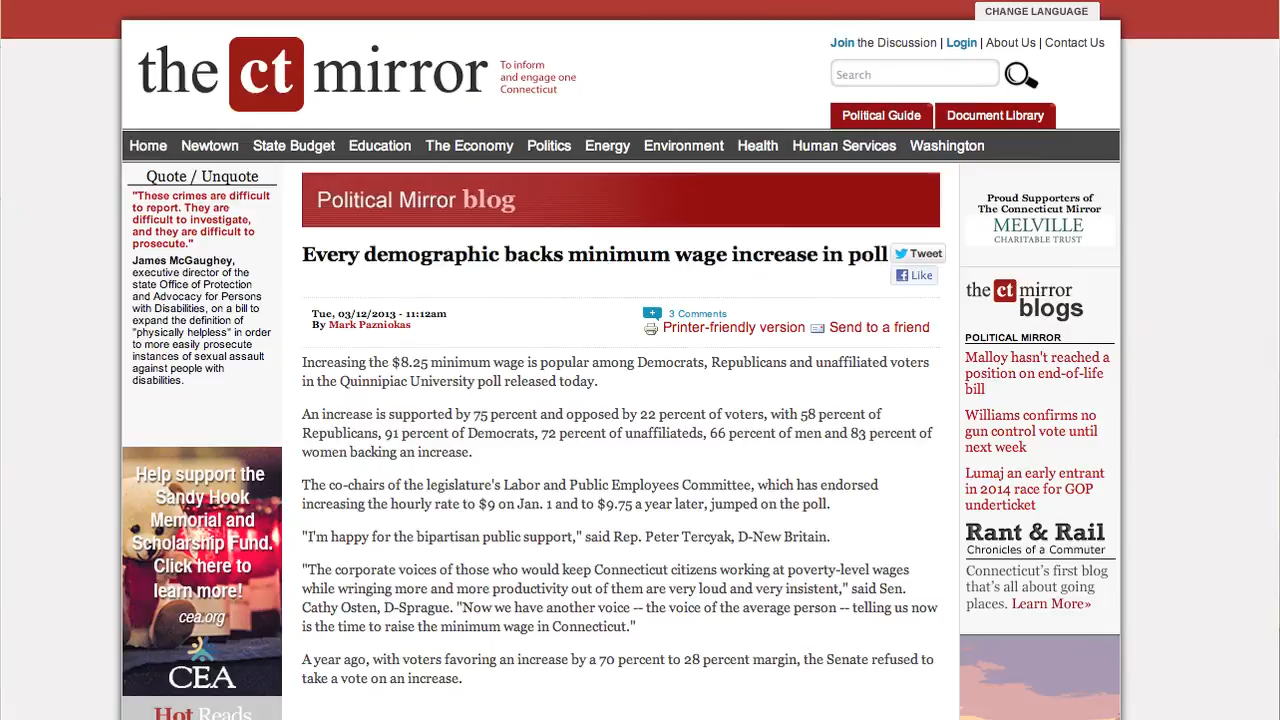 CHANGE LANGUAGE
the ct mirror
To inform
and engage one
Connecticut
Join the Discussion | Login | About Us | Contact Us
Search
Political Guide
Document Library
Home Newtown State Budget Education The Economy Politics Energy Environment Health Human Services Washington
Quote / Unquote
"These crimes are difficult
to report. They are
difficult to investigate,
and they are difficult to
prosecute."
James McGaughey,
executive director of the
state Office of Protection
and Advocacy for Persons
with Disabilities, on a bill to
expand the definition of
"physically helpless" in order
to more easily prosecute
instances of sexual assault
against people with
disabilities.
Help support the
Sandy Hook
Memorial and
Scholarship Fund.
Click here to
learn more!
cea.org
CEA
Hot Reads
Political Mirror blog
Every demographic backs minimum wage increase in poll
Tweet
Like
Tue, 03/12/2013 - 11:12am
By Mark Pazniokas
3 Comments
Printer-friendly version Send to a friend
Increasing the $8.25 minimum wage is popular among Democrats, Republicans and unaffiliated voters
in the Quinnipiac University poll released today.
An increase is supported by 75 percent and opposed by 22 percent of voters, with 58 percent of
Republicans, 91 percent of Democrats, 72 percent of unaffiliateds, 66 percent of men and 83 percent of
women backing an increase.
The co-chairs of the legislature's Labor and Public Employees Committee, which has endorsed
increasing the hourly rate to $9 on Jan. 1 and to $9.75 a year later, jumped on the poll.
"I'm happy for the bipartisan public support," said Rep. Peter Tercyak, D-New Britain.
"The corporate voices of those who would keep Connecticut citizens working at poverty-level wages
while wringing more and more productivity out of them are very loud and very insistent," said Sen.
Cathy Osten, D-Sprague. "Now we have another voice -- the voice of the average person -- telling us now
is the time to raise the minimum wage in Connecticut."
A year ago, with voters favoring an increase by a 70 percent to 28 percent margin, the Senate refused to
take a vote on an increase.
Proud Supporters of
The Connecticut Mirror
MELVILLE
CHARITABLE TRUST
the ct mirror
blogs
POLITICAL MIRROR
Malloy hasn't reached a
position on end-of-life
bill
Williams confirms no
gun control vote until
next week
Lumaj an early entrant
in 2014 race for GOP
underticket
Rant & Rail
Chronicles of a Commuter
Connecticut's first blog
that's all about going
places. Learn More»